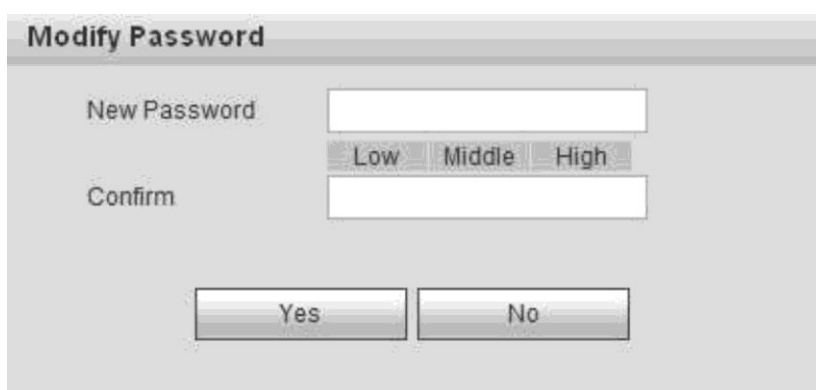 Modify Password
New Password
Low Middle High
Confirm
Yes No